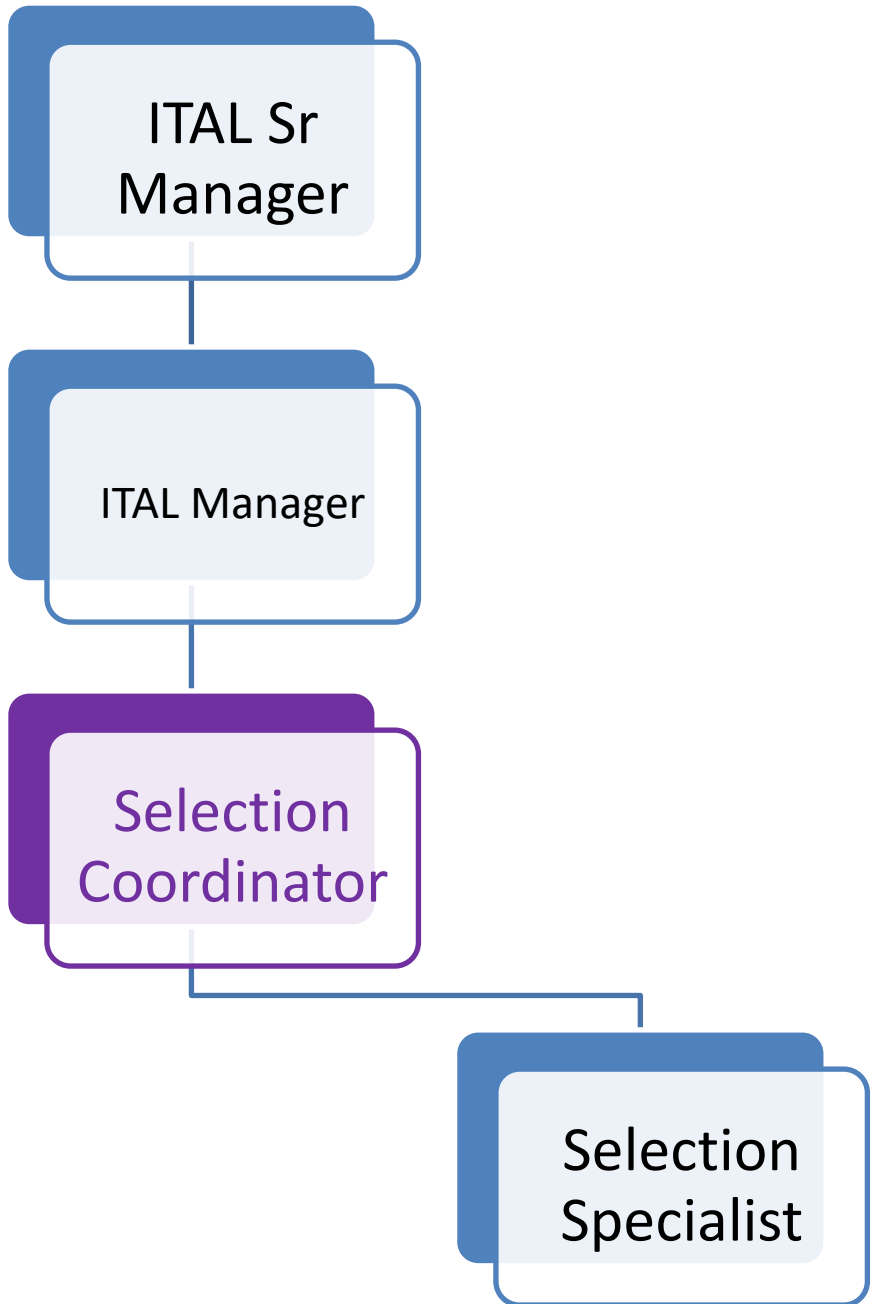 ITAL Sr
Manager
ITAL Manager
Selection
Coordinator
Selection
Specialist